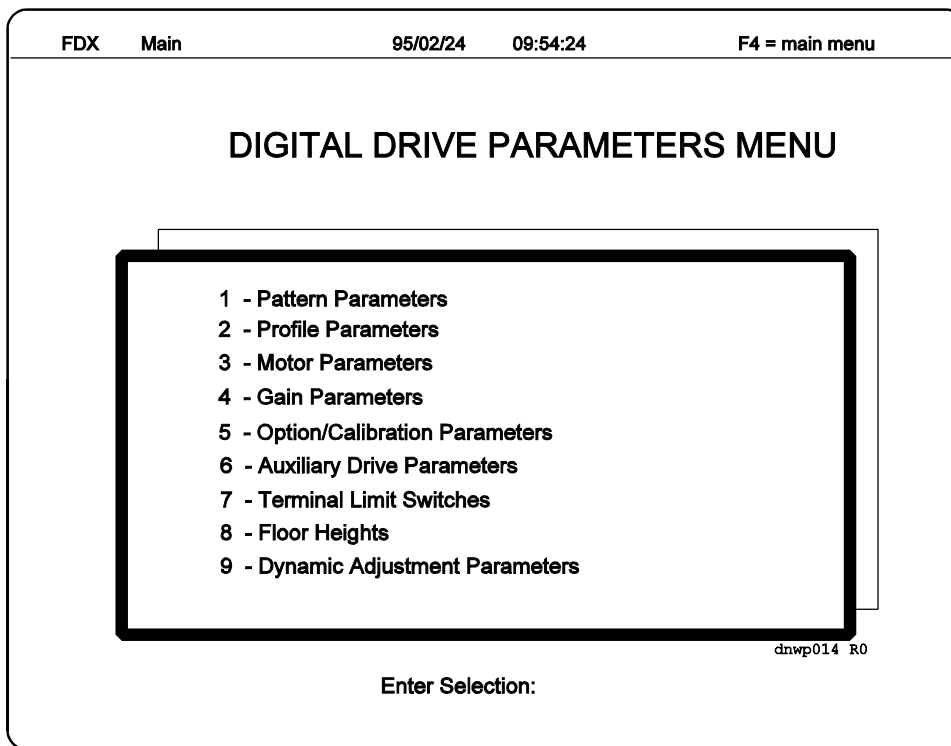 FDX Main 95/02/24 09:54:24 F4 = main menu
DIGITAL DRIVE PARAMETERS MENU
1 - Pattern Parameters
2 - Profile Parameters
3 - Motor Parameters
4 - Gain Parameters
5 - Option/Calibration Parameters
6 - Auxiliary Drive Parameters
7 - Terminal Limit Switches
8 - Floor Heights
9 - Dynamic Adjustment Parameters
dnwp014 R0
Enter Selection: